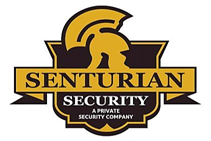 SENTURIAN
SECURITY
A PRIVATE
SECURITY COMPANY